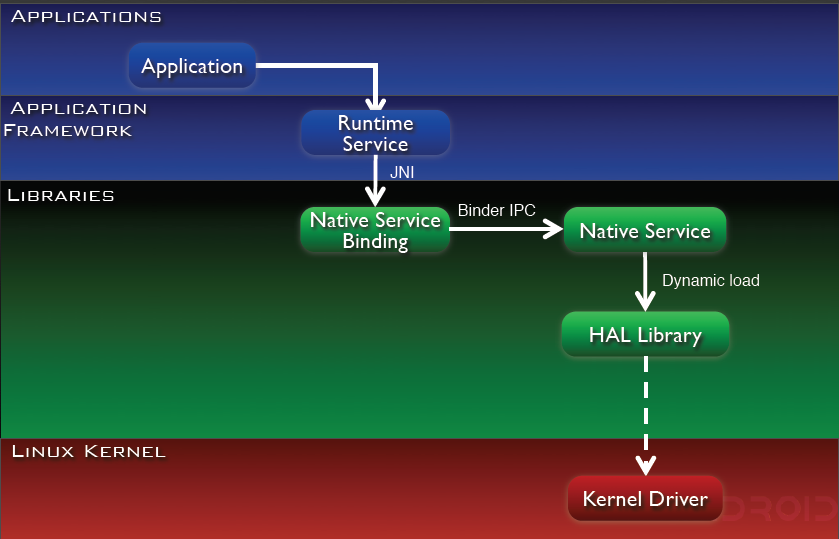 APPLICATIONS
Application
APPLICATION
FRAMEWORK
Runtime
Service
JNI
LIBRARIES
Native Service
Binding
Binder IPC
Native Service
Dynamic load
HAL Library
LINUX KERNEL
Kernel Driver
DROID